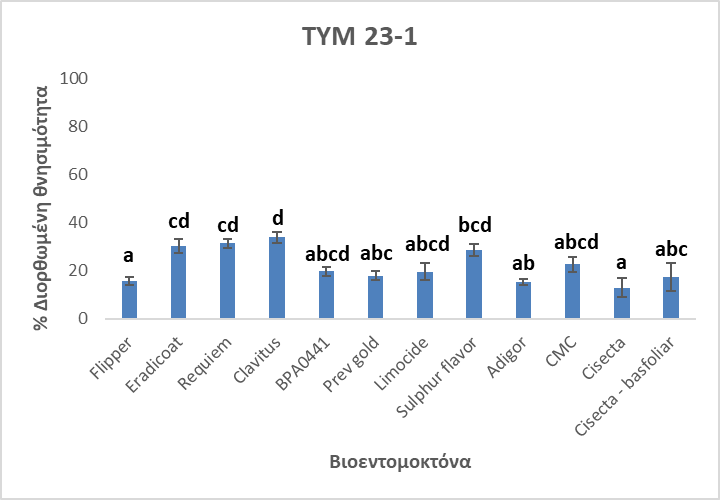 TYM 23-1
% Διορθωμένη θνησιμότητα
100
80
60
40
20
0
a
cd
cd
d
abcd
abc
abcd
bcd
ab
abcd
a
abc
Flipper
Eradicoat
Requiem
Clavitus
BPA0441
Prev gold
Limocide
Sulphur flavor
Adigor
CMC
Cisecta
Cisecta - basfoliar
Βιοεντομοκτόνα